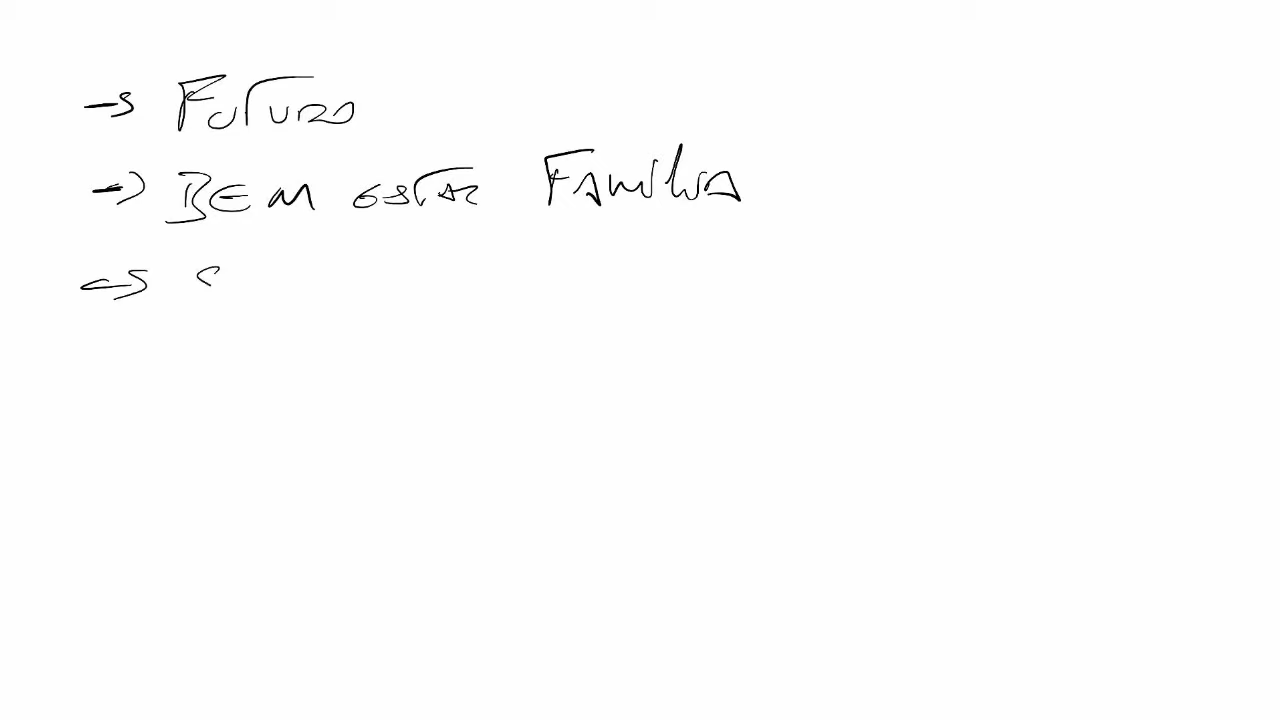 → Futuro
→ BEM estar Familia
→